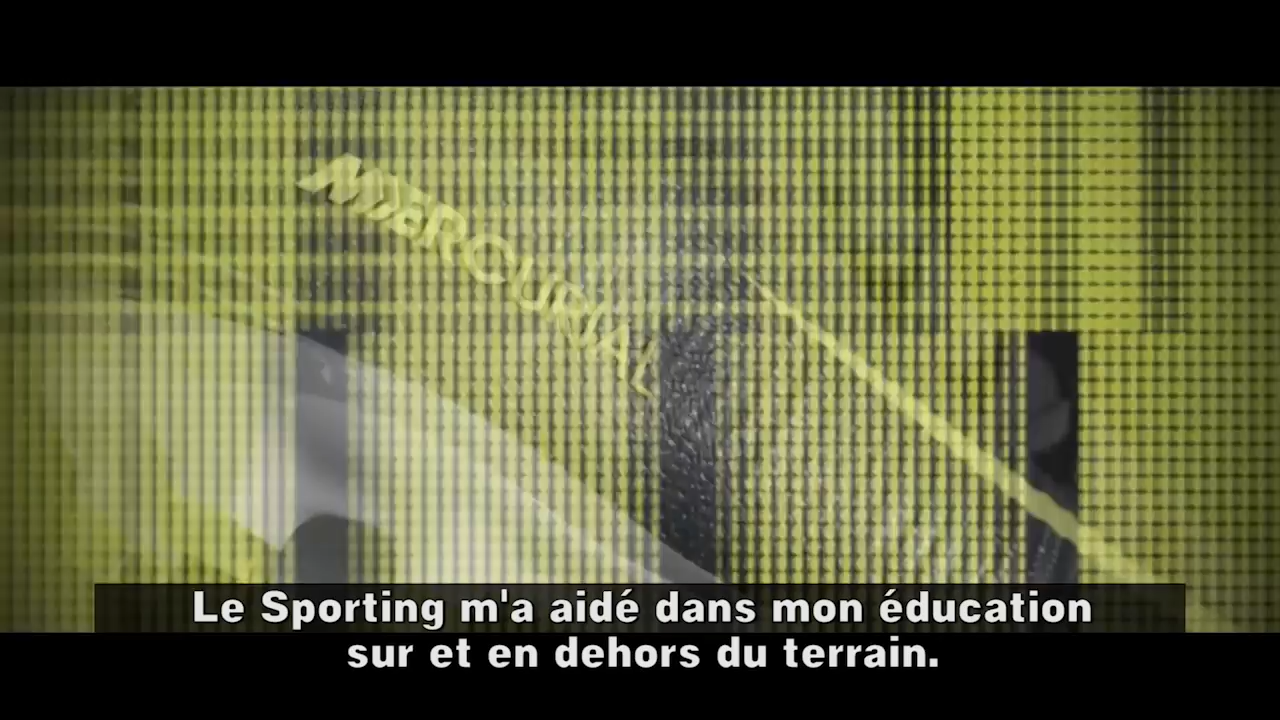 MERCURIAL
Le Sporting m'a aidé dans mon éducation
sur et en dehors du terrain.